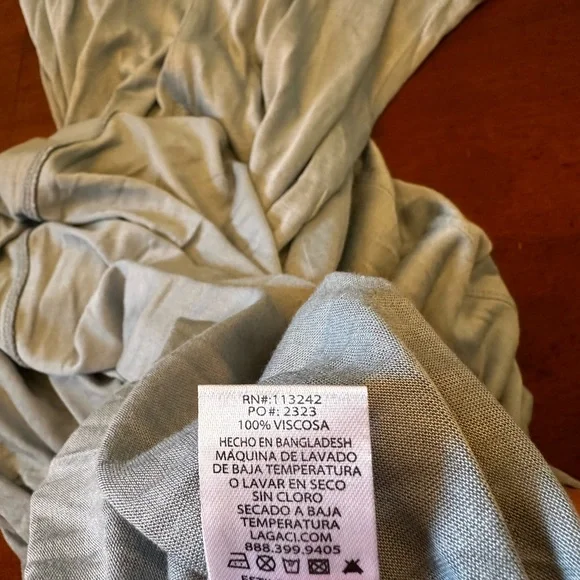 RN#:113242
PO#: 2323
100% VISCOSA
HECHO EN BANGLADESH
MÁQUINA DE LAVADO
DE BAJA TEMPERATURA
O LAVAR EN SECO
SIN CLORO
SECADO A BAJA
TEMPERATURA
LAGACI.COM
888.399.9405